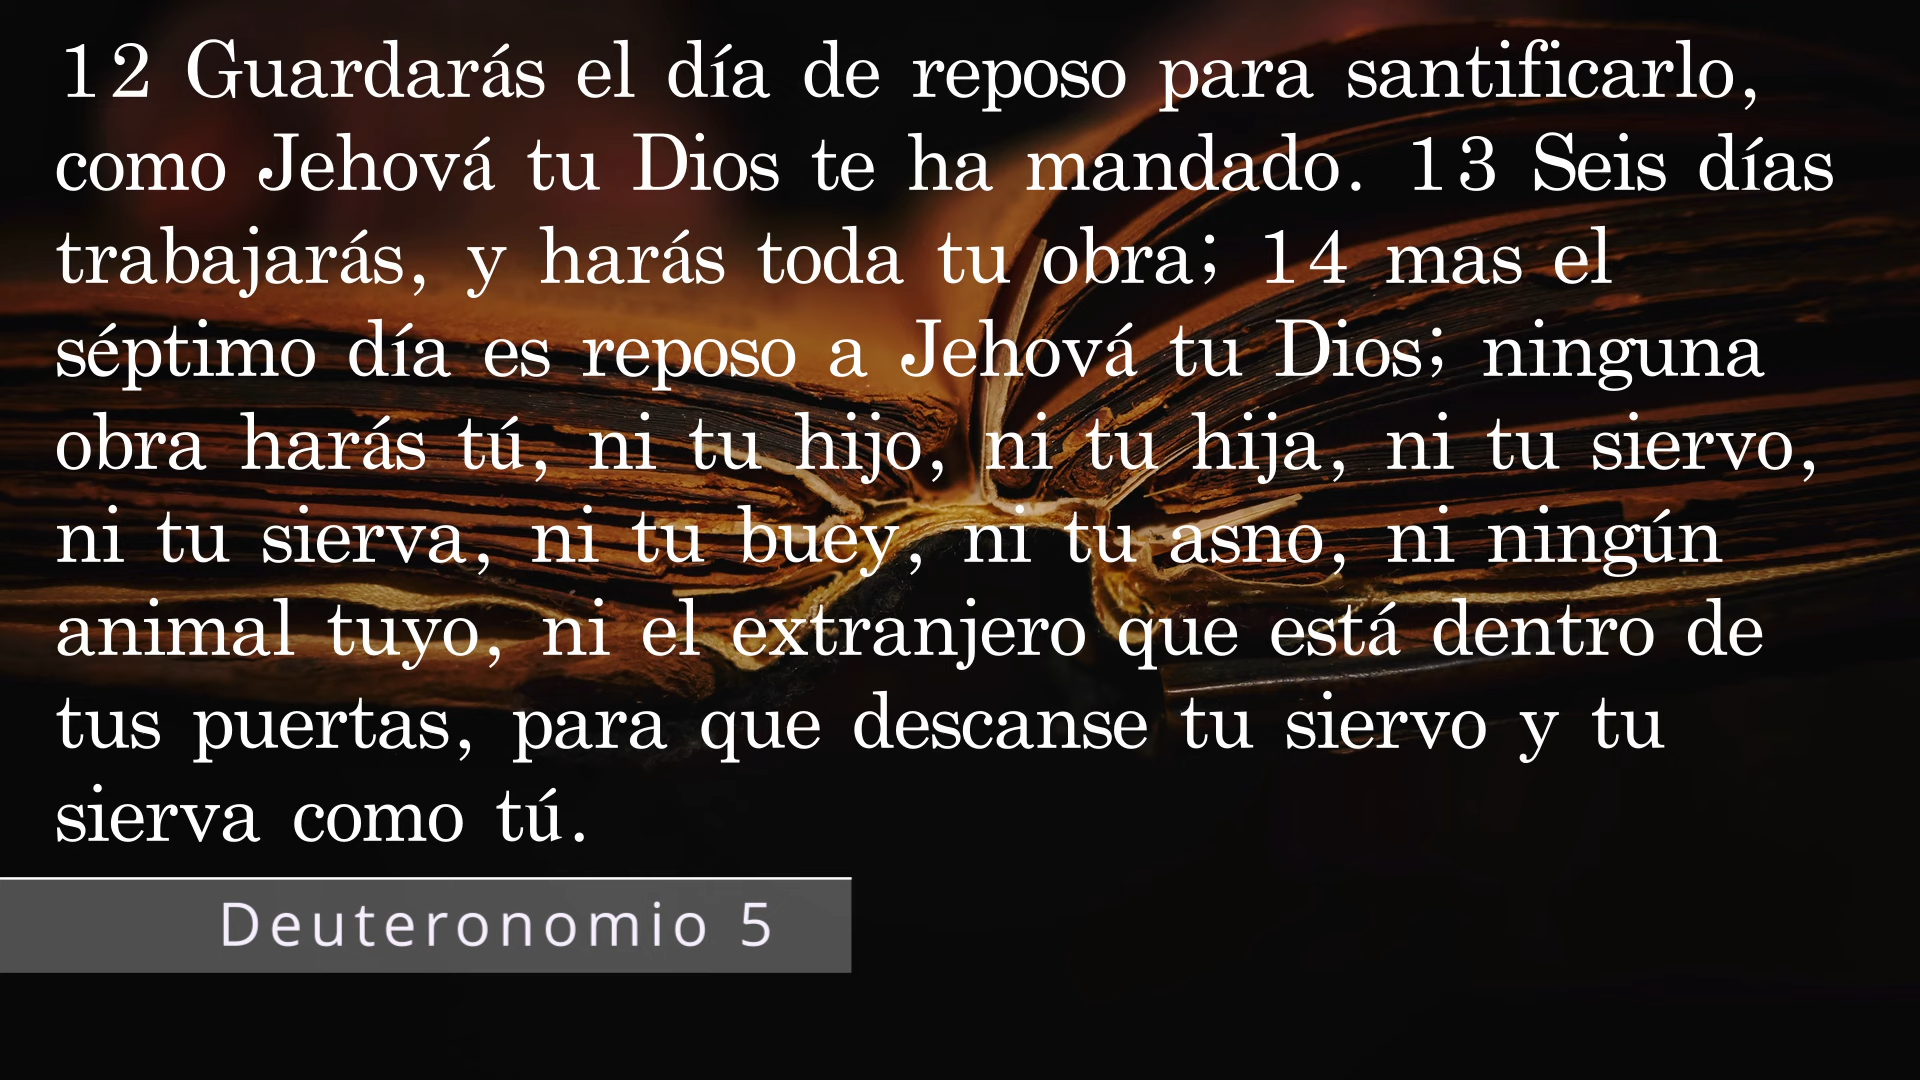 12 Guardarás el día de reposo para santificarlo,
como Jehová tu Dios te ha mandado. 13 Seis días
trabajarás, y harás toda tu obra; 14 mas el
séptimo día es reposo a Jehová tu Dios; ninguna
obra harás tú, ni tu hijo, ni tu hija, ni tu siervo,
ni tu sierva, ni tu buey, ni tu asno, ni ningún
animal tuyo, ni el extranjero que está dentro de
tus puertas, para que descanse tu siervo y tu
sierva como tú.
Deuteronomio 5